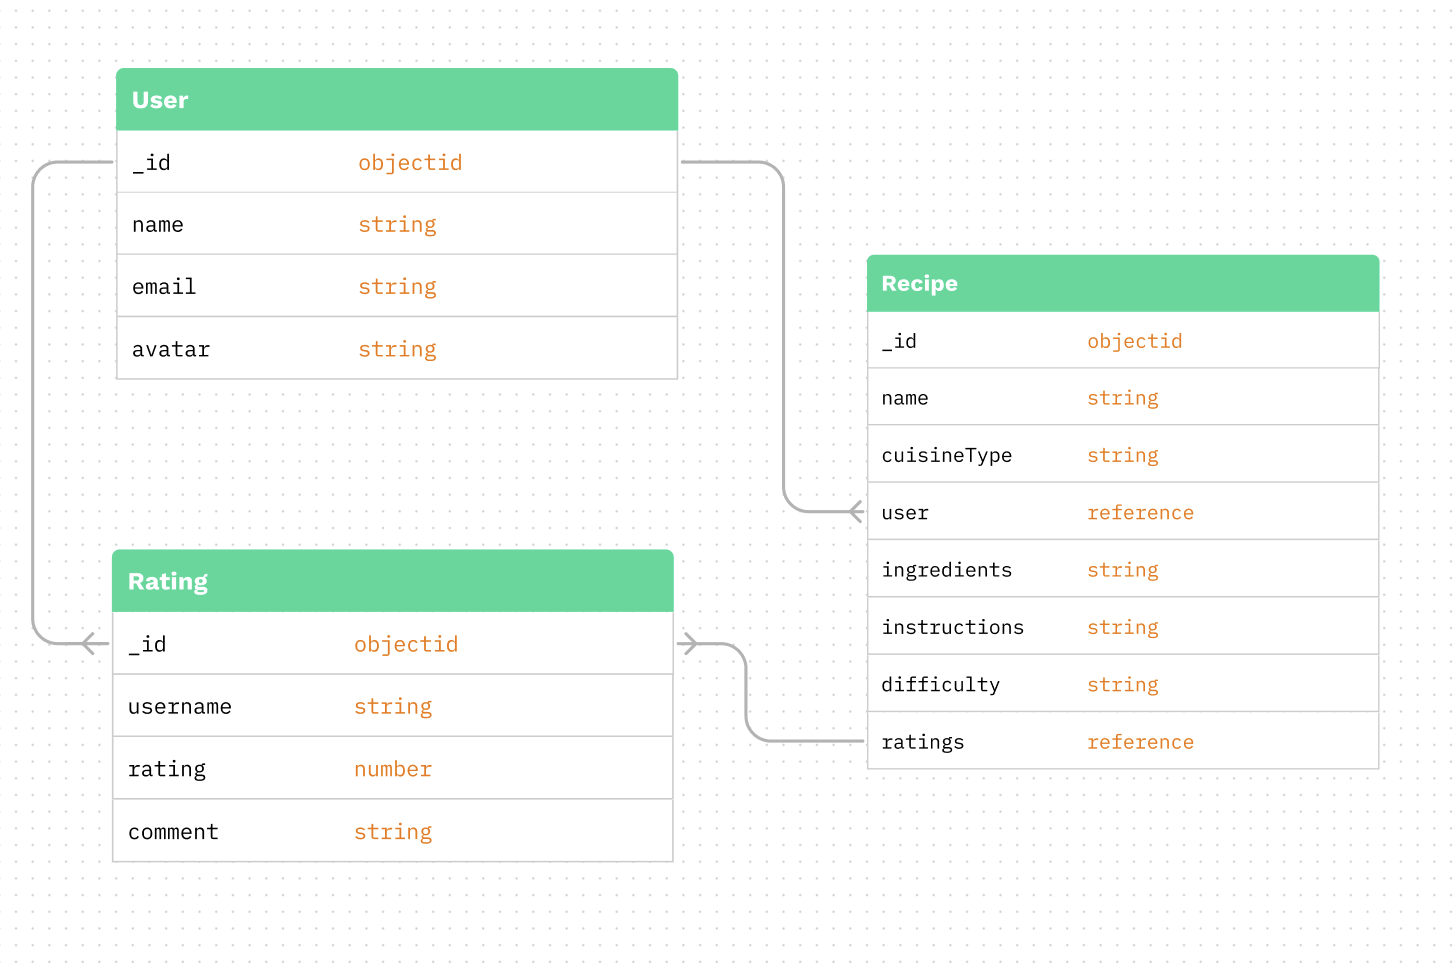 User
_id objectid
name string
email string
avatar string
Recipe
_id objectid
name string
cuisineType string
user reference
ingredients string
instructions string
difficulty string
ratings reference
Rating
_id objectid
username string
rating number
comment string